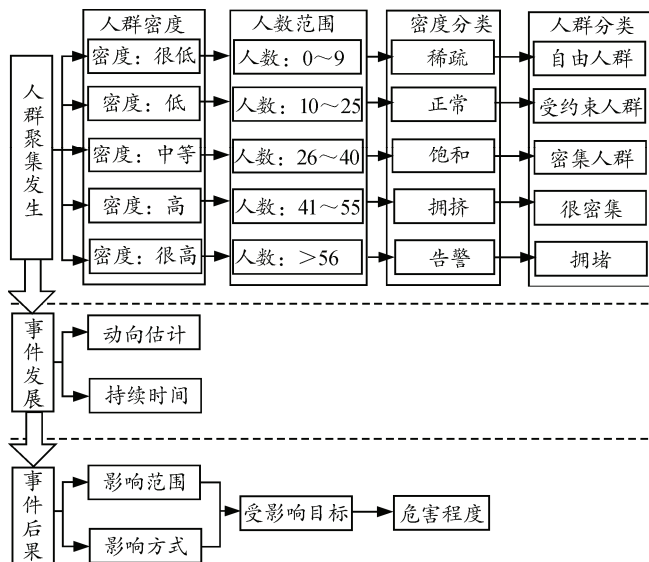 人群密度 人数范围 密度分类 人群分类
人群聚集发生
密度：很低 人数：0～9 稀疏 自由人群
密度：低 人数：10～25 正常 受约束人群
密度：中等 人数：26～40 饱和 密集人群
密度：高 人数：41～55 拥挤 很密集
密度：很高 人数：＞56 告警 拥堵
事件发展
动向估计
持续时间
事件后果
影响范围
影响方式
受影响目标 危害程度